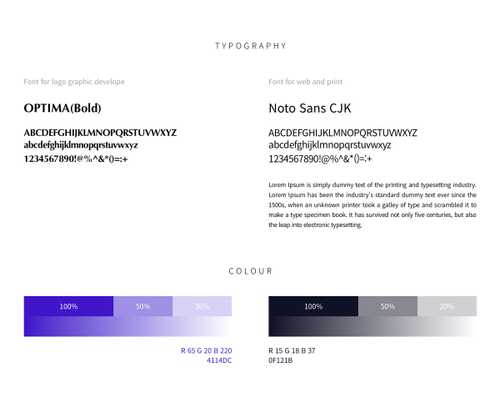 TYPOGRAPHY
Font for logo graphic develope
OPTIMA(Bold)
ABCDEFGHIJKLMNOPQRSTUVWXYZ
abcdefghijklmnopqrstuvwxyz
1234567890!@%^&*()=:+
Font for web and print
Noto Sans CJK
ABCDEFGHIJKLMNOPQRSTUVWXYZ
abcdefghijklmnopqrstuvwxyz
1234567890!@%^&*()=:+
Lorem Ipsum is simply dummy text of the printing and typesetting industry.
Lorem Ipsum has been the industry's standard dummy text ever since the
1500s, when an unknown printer took a galley of type and scrambled it to
make a type specimen book. It has survived not only five centuries, but also
the leap into electronic typesetting.
COLOUR
100% 50% 20%
R 65 G 20 B 220
4114DC
100% 50% 20%
R 15 G 18 B 37
0F121B